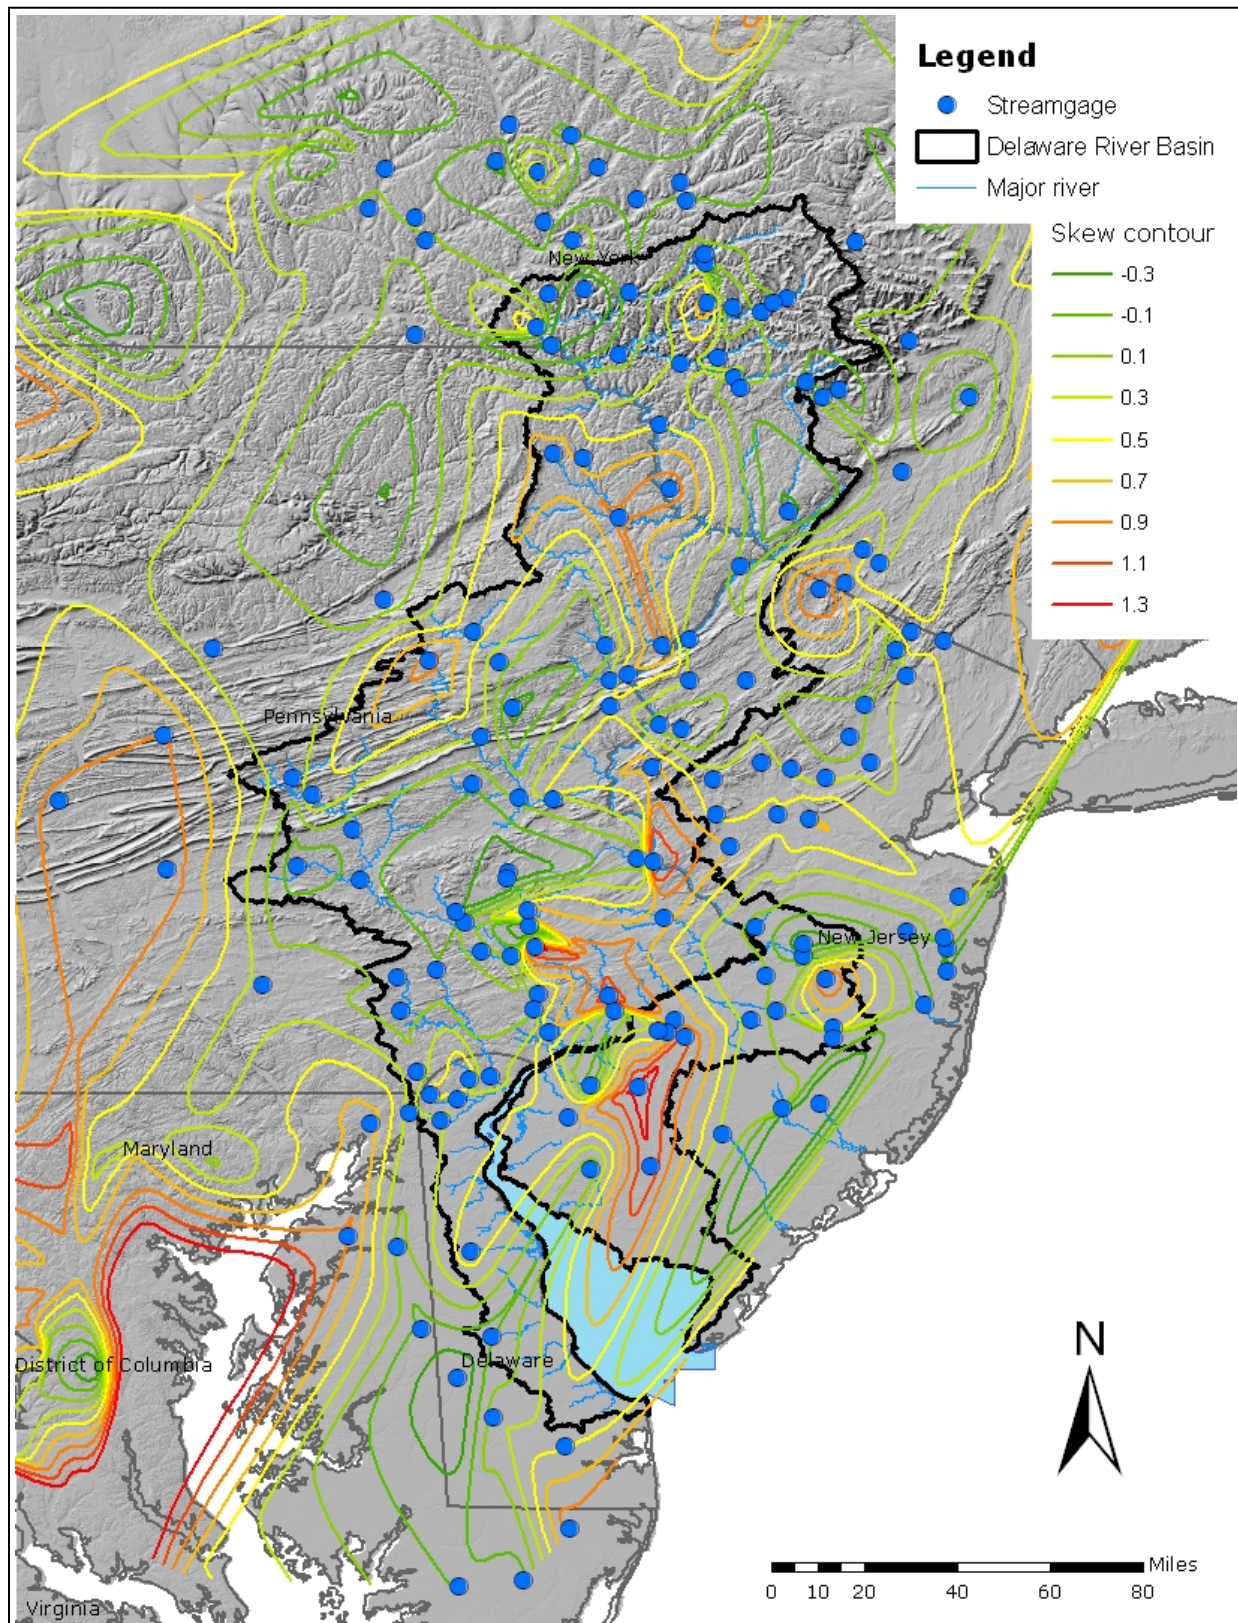 Legend
Streamgage
Delaware River Basin
Major river
Skew contour
-0.3
-0.1
0.1
0.3
0.5
0.7
0.9
1.1
1.3
New York
Pennsylvania
New Jersey
Maryland
District of Columbia
Delaware
Virginia
N
Miles
0 10 20 40 60 80